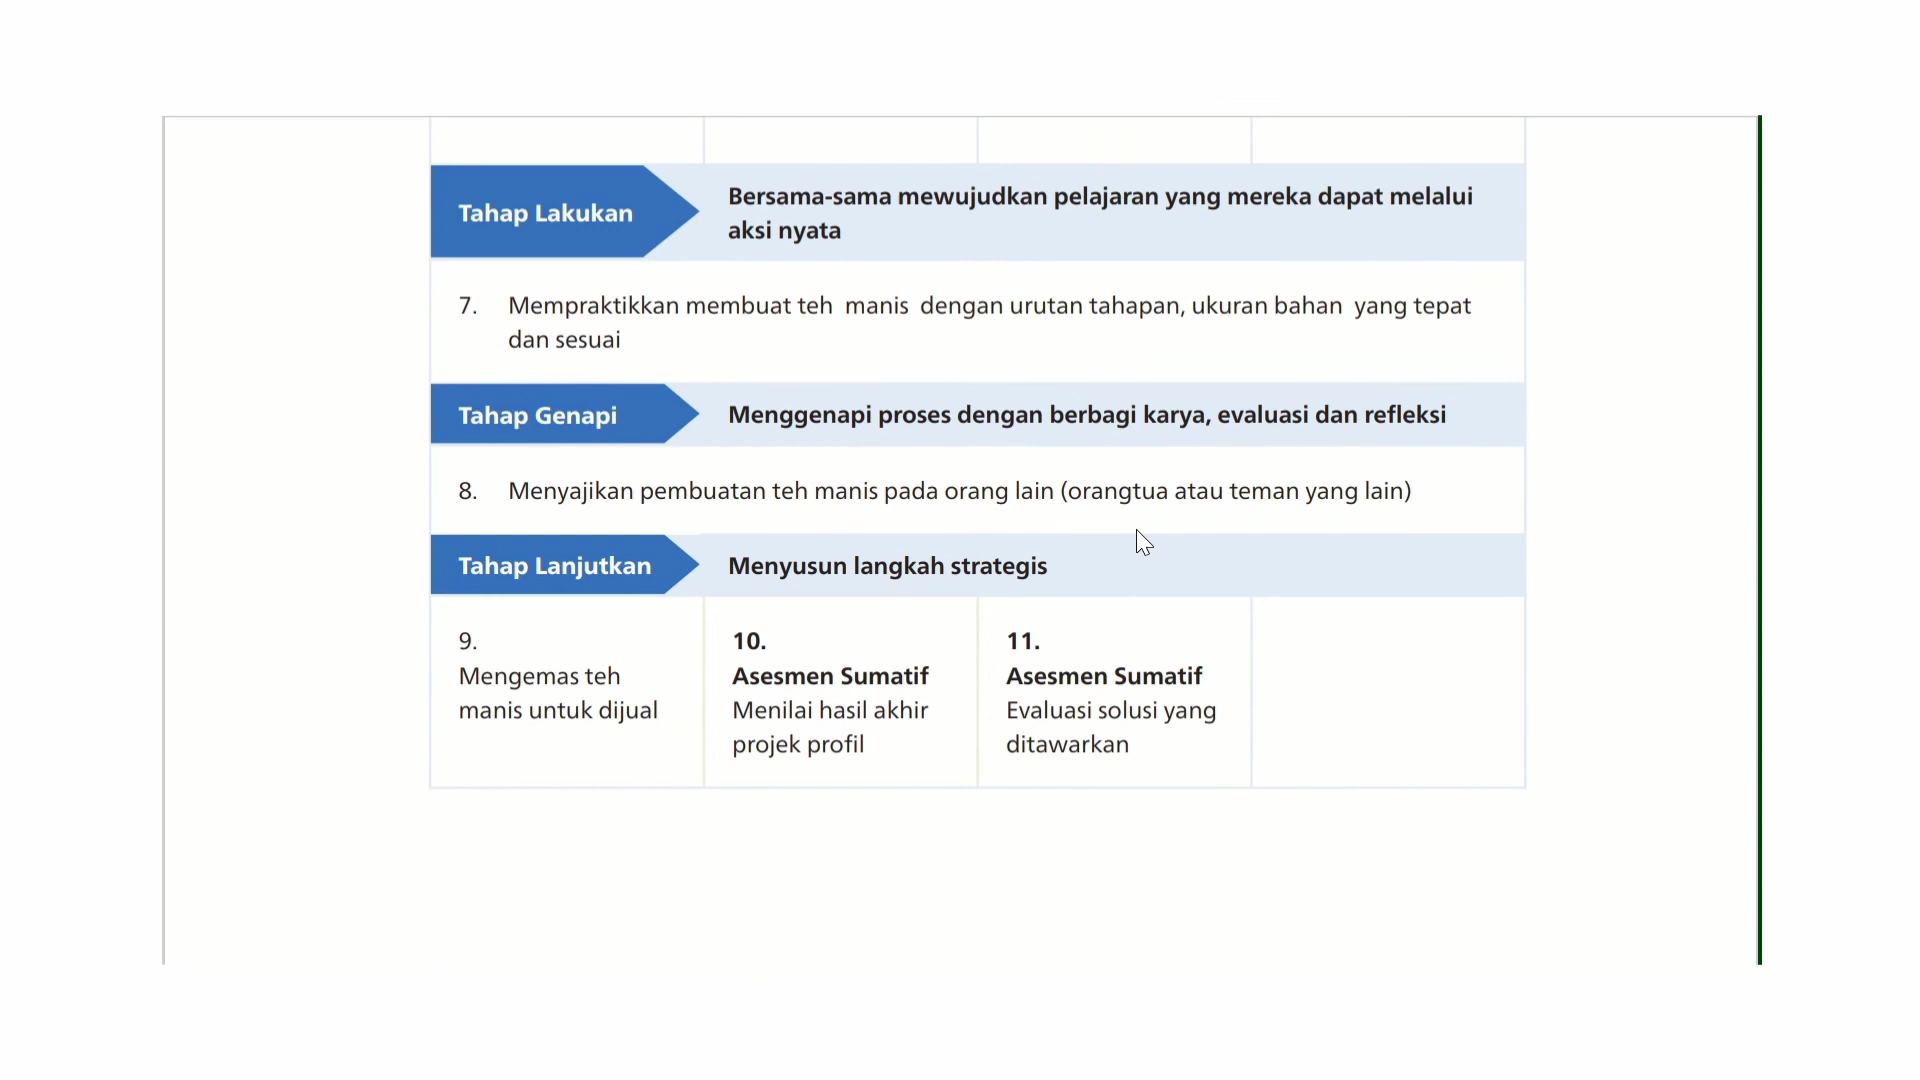 Tahap Lakukan
Bersama-sama mewujudkan pelajaran yang mereka dapat melalui
aksi nyata
7. Mempraktikkan membuat teh manis dengan urutan tahapan, ukuran bahan yang tepat
dan sesuai
Tahap Genapi
Menggenapi proses dengan berbagi karya, evaluasi dan refleksi
8. Menyajikan pembuatan teh manis pada orang lain (orangtua atau teman yang lain)
Tahap Lanjutkan
Menyusun langkah strategis
9.
Mengemas teh
manis untuk dijual
10.
Asesmen Sumatif
Menilai hasil akhir
projek profil
11.
Asesmen Sumatif
Evaluasi solusi yang
ditawarkan